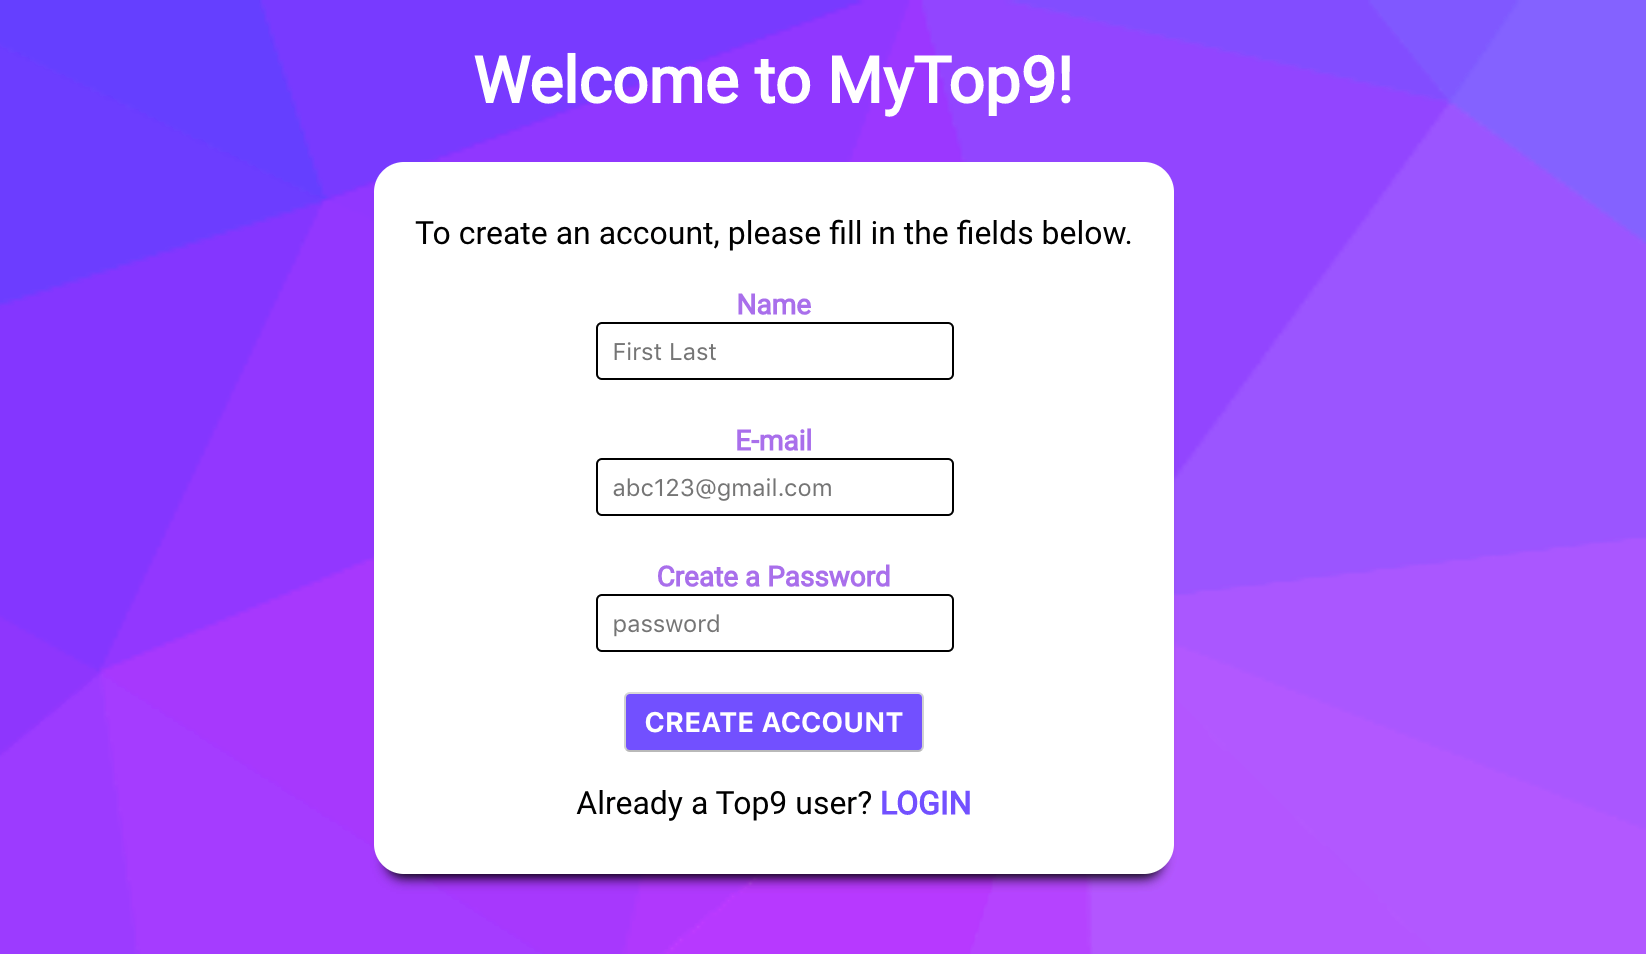 Welcome to MyTop9!
To create an account, please fill in the fields below.
Name
First Last
E-mail
abc123@gmail.com
Create a Password
password
CREATE ACCOUNT
Already a Top9 user? LOGIN